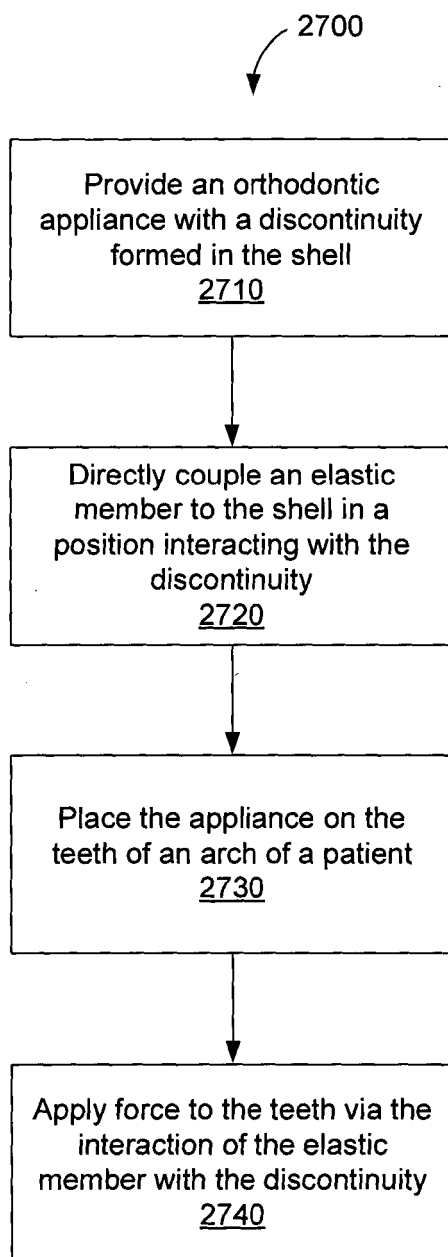 2700
Provide an orthodontic
appliance with a discontinuity
formed in the shell
2710
Directly couple an elastic
member to the shell in a
position interacting with the
discontinuity
2720
Place the appliance on the
teeth of an arch of a patient
2730
Apply force to the teeth via the
interaction of the elastic
member with the discontinuity
2740